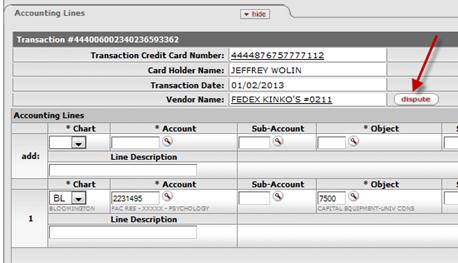 Accounting Lines hide
Transaction #444006002340236593362
Transaction Credit Card Number: 4444876757777112
Card Holder Name: JEFFREY WOLIN
Transaction Date: 01/02/2013
Vendor Name: FEDEX KINKO'S #0211 dispute
Accounting Lines
* Chart * Account Sub-Account * Object S
add:
Line Description
* Chart * Account Sub-Account * Object S
1 BL 2231495 7500
BLOOMINGTON FAC RES - XXXXX - PSYCHOLOGY CAPITAL EQUIPMENT-UNIV CONS
Line Description